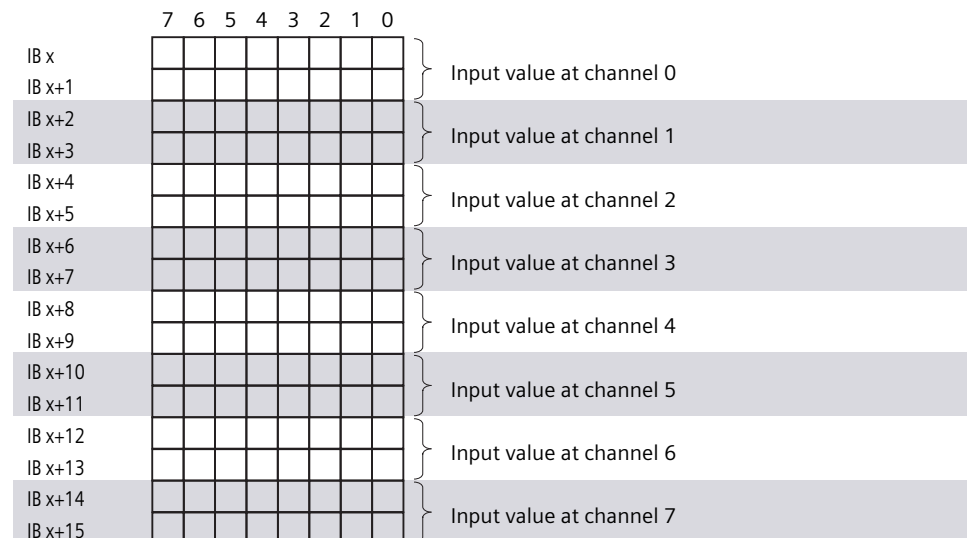 7 6 5 4 3 2 1 0
IB x
Input value at channel 0
IB x+1
IB x+2
Input value at channel 1
IB x+3
IB x+4
Input value at channel 2
IB x+5
IB x+6
Input value at channel 3
IB x+7
IB x+8
Input value at channel 4
IB x+9
IB x+10
Input value at channel 5
IB x+11
IB x+12
Input value at channel 6
IB x+13
IB x+14
Input value at channel 7
IB x+15